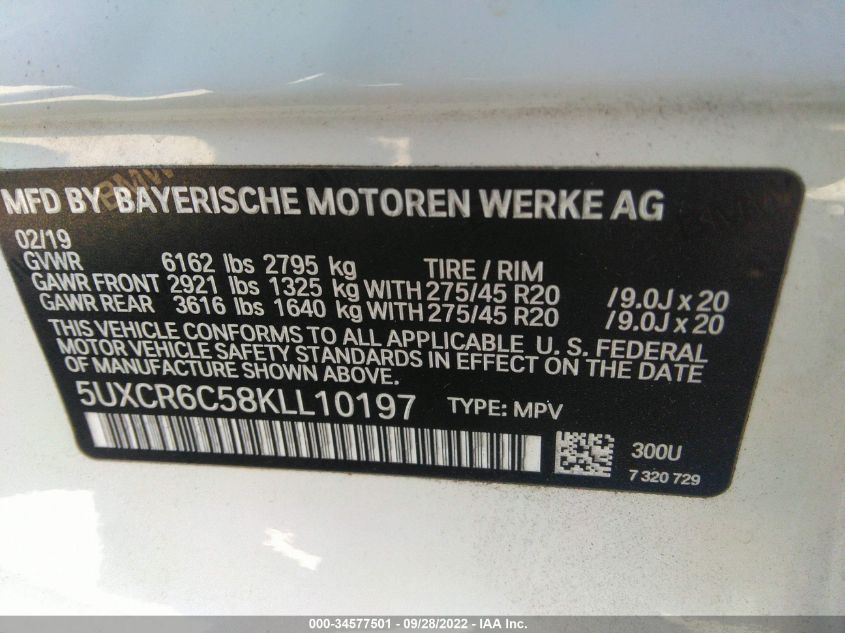 MFD BY BAYERISCHE MOTOREN WERKE AG
02/19
GVWR 6162 lbs 2795 kg TIRE / RIM
GAWR FRONT 2921 lbs 1325 kg WITH 275/45 R20 /9.0J x 20
GAWR REAR 3616 lbs 1640 kg WITH 275/45 R20 /9.0J x 20
THIS VEHICLE CONFORMS TO ALL APPLICABLE U. S. FEDERAL
MOTOR VEHICLE SAFETY STANDARDS IN EFFECT ON THE DATE
OF MANUFACTURE SHOWN ABOVE.
5UXCR6C58KLL10197 TYPE: MPV
300U
7 320 729
000-34577501 - 09/28/2022 - IAA Inc.